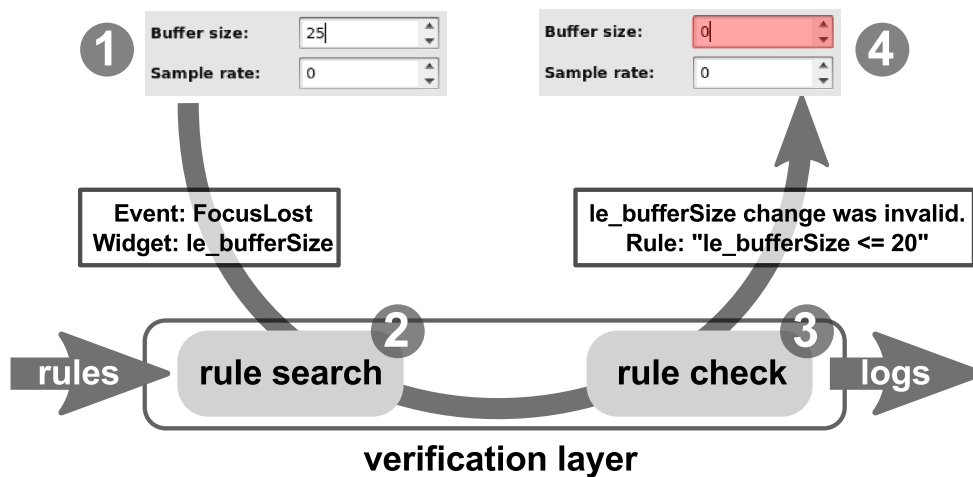 1
Buffer size:
25
Sample rate:
0
Buffer size:
0
Sample rate:
0
4
Event: FocusLost
Widget: le_bufferSize
le_bufferSize change was invalid.
Rule: "le_bufferSize <= 20"
rules
rule search
2
rule check
3
logs
verification layer